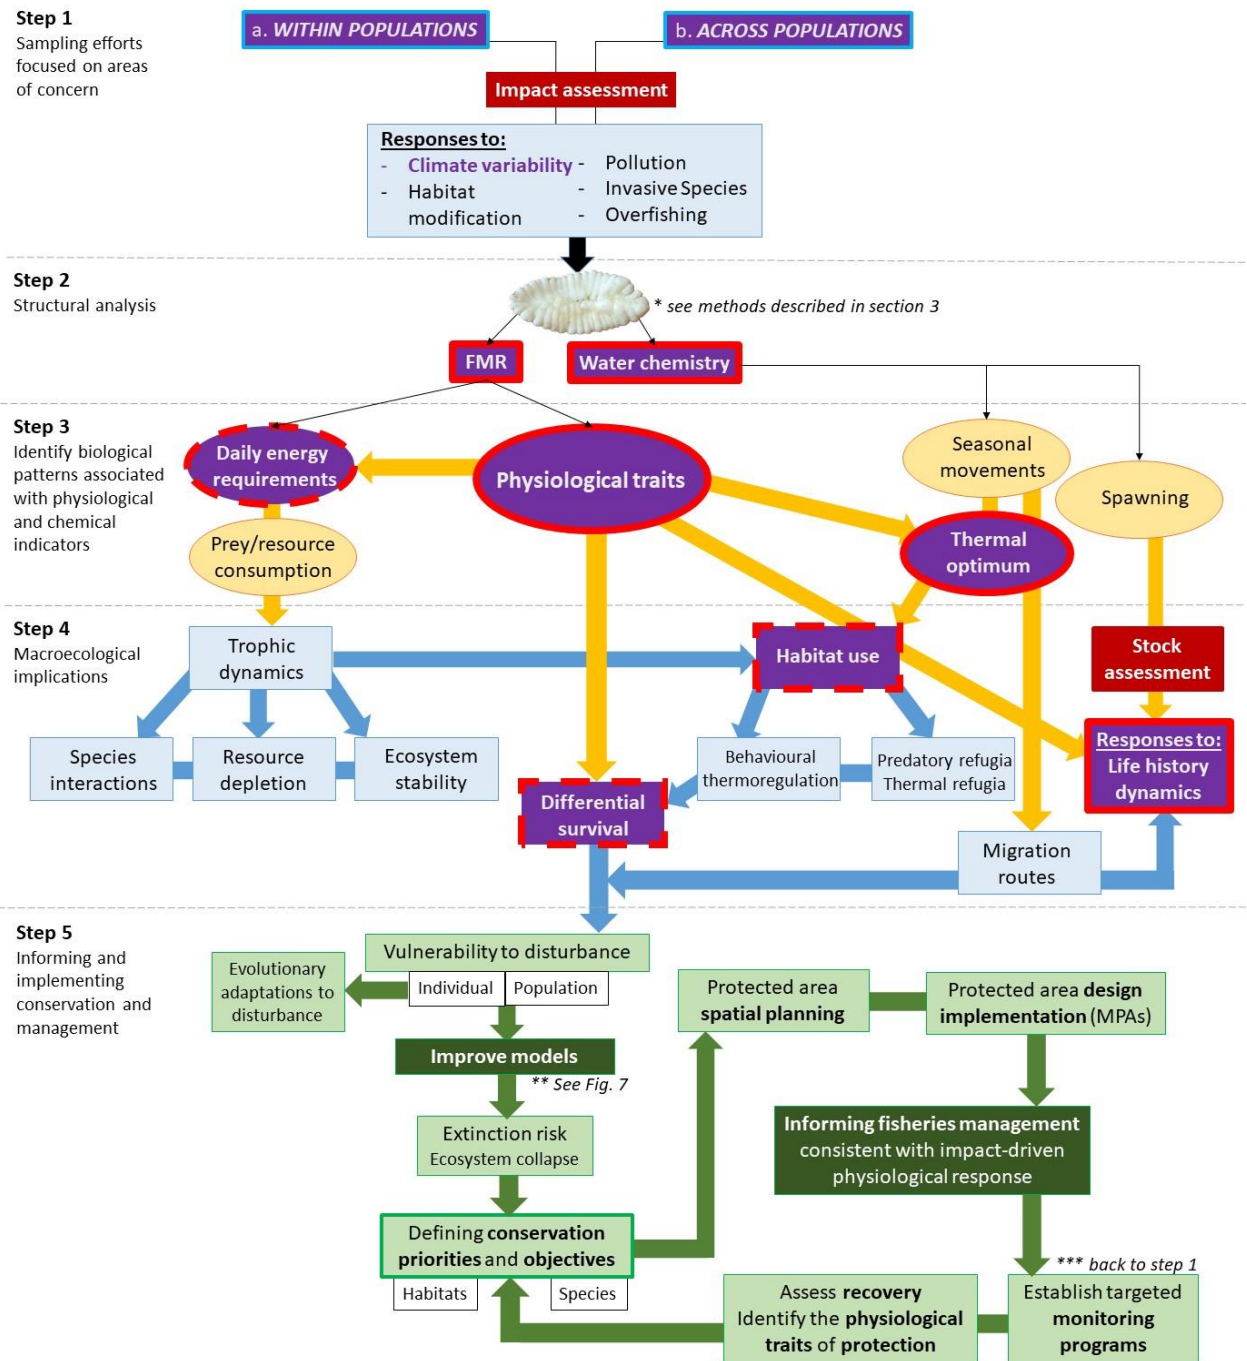 Step 1
Sampling efforts
focused on areas
of concern
a. WITHIN POPULATIONS
b. ACROSS POPULATIONS
Impact assessment
Responses to:
- Climate variability
- Habitat
modification
- Pollution
- Invasive Species
- Overfishing
Step 2
Structural analysis
* see methods described in section 3
FMR
Water chemistry
Step 3
Identify biological
patterns associated
with physiological
and chemical
indicators
Daily energy
requirements
Physiological traits
Seasonal
movements
Spawning
Prey/resource
consumption
Thermal
optimum
Step 4
Macroecological
implications
Trophic
dynamics
Habitat use
Stock
assessment
Species
interactions
Resource
depletion
Ecosystem
stability
Behavioural
thermoregulation
Predatory refugia
Thermal refugia
Responses to:
Life history
dynamics
Differential
survival
Migration
routes
Step 5
Informing and
implementing
conservation and
management
Evolutionary
adaptations to
disturbance
Vulnerability to disturbance
Individual
Population
Improve models
** See Fig. 7
Extinction risk
Ecosystem collapse
Defining conservation
priorities and objectives
Habitats
Species
Protected area
spatial planning
Protected area design
implementation (MPAs)
Informing fisheries management
consistent with impact-driven
physiological response
*** back to step 1
Establish targeted
monitoring
programs
Assess recovery
Identify the physiological
traits of protection